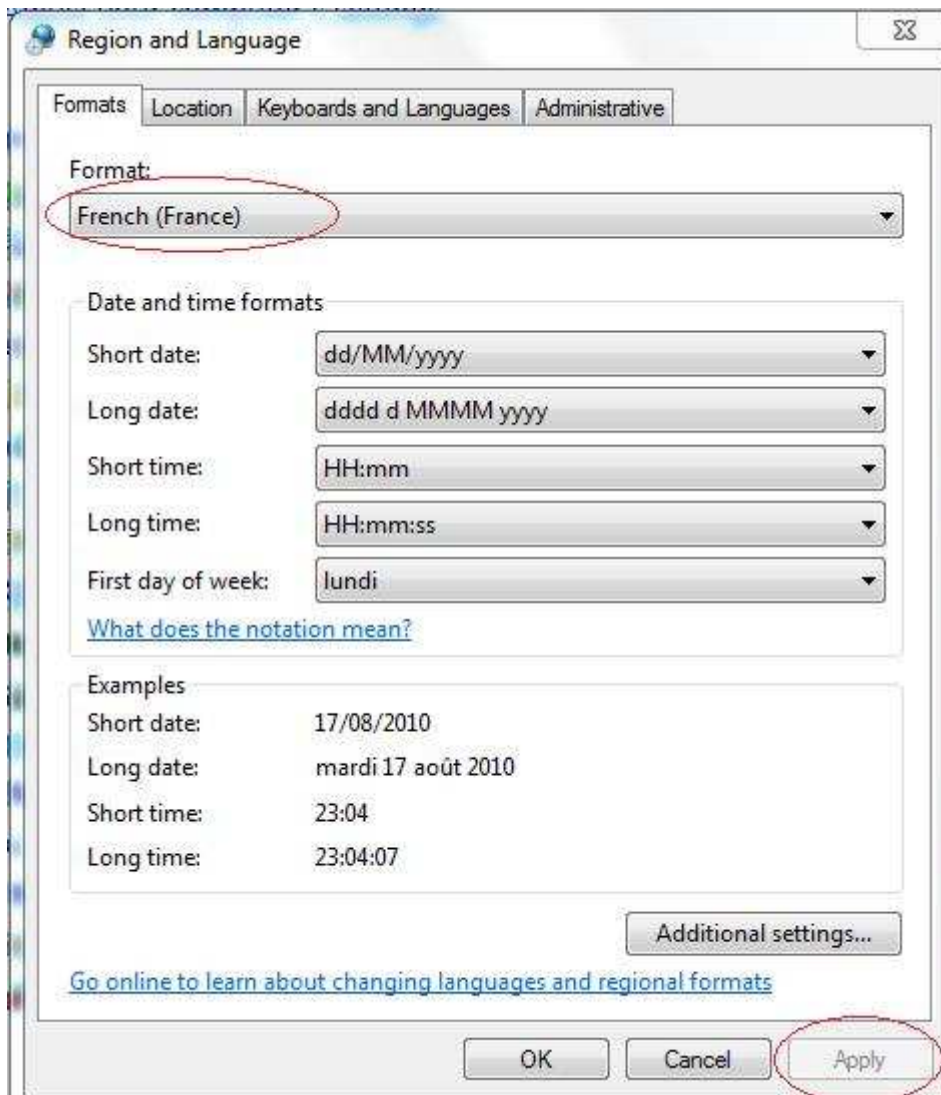 Region and Language
Formats Location Keyboards and Languages Administrative
Format:
French (France)
Date and time formats
Short date: dd/MM/yyyy
Long date: dddd d MMMM yyyy
Short time: HH:mm
Long time: HH:mm:ss
First day of week: lundi
What does the notation mean?
Examples
Short date: 17/08/2010
Long date: mardi 17 août 2010
Short time: 23:04
Long time: 23:04:07
Additional settings...
Go online to learn about changing languages and regional formats
OK Cancel Apply